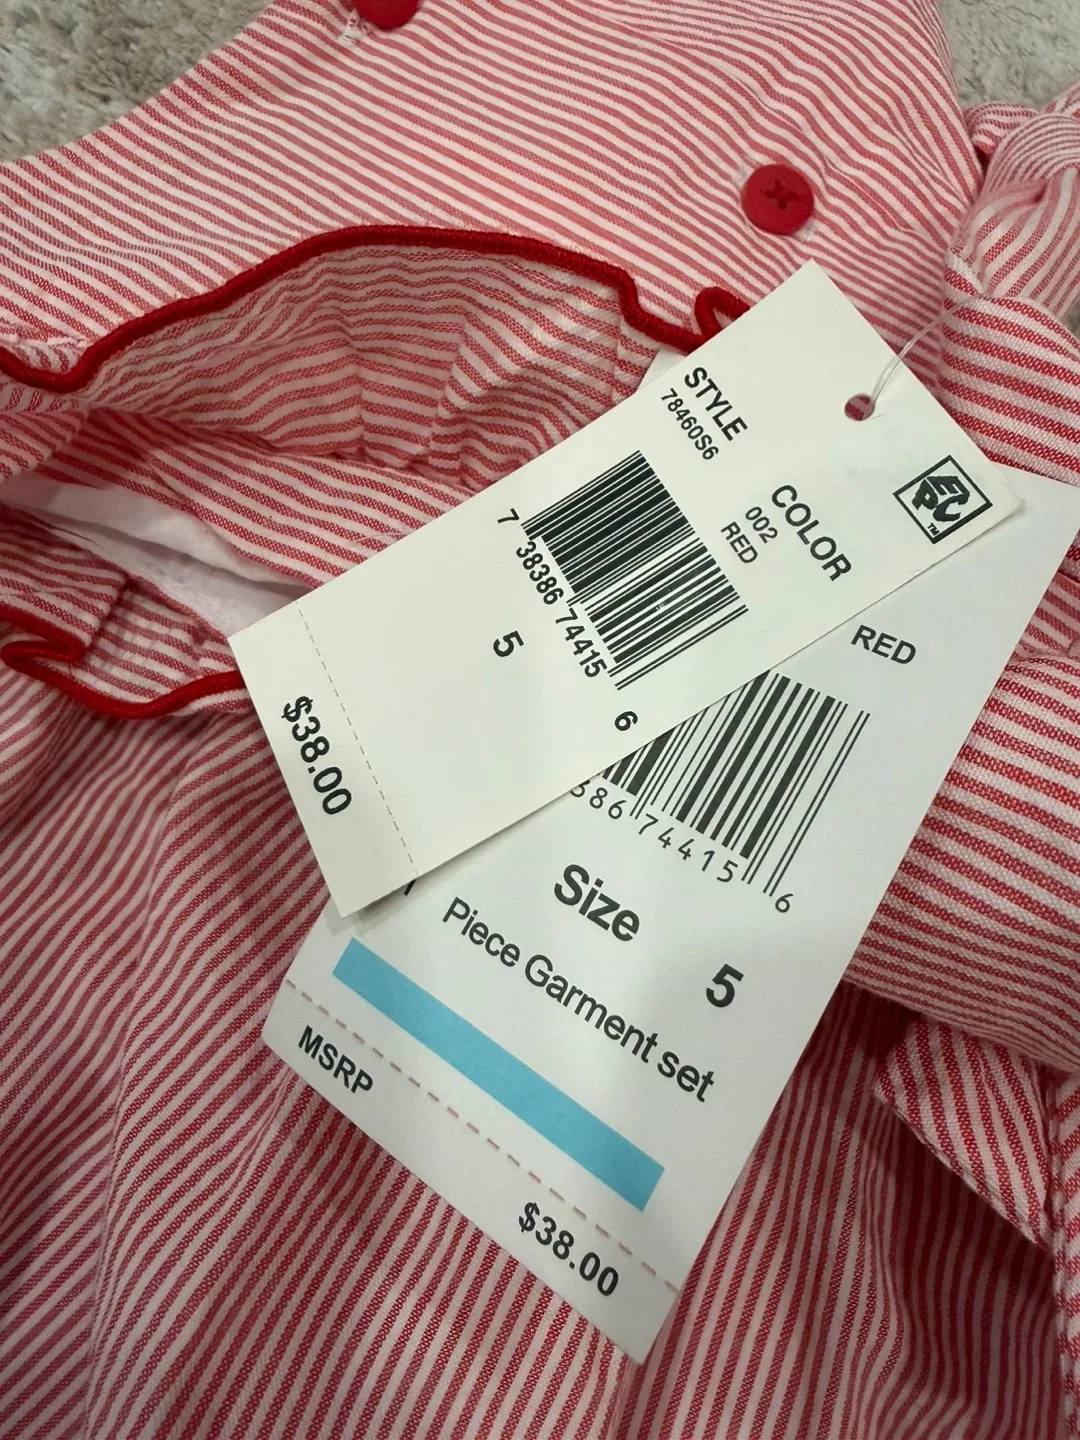 STYLE
78460S6
COLOR
002
RED
EPC™
7 38386 74415 6
5
$38.00
RED
386 74415 6
Size
5
Piece Garment set
MSRP
$38.00